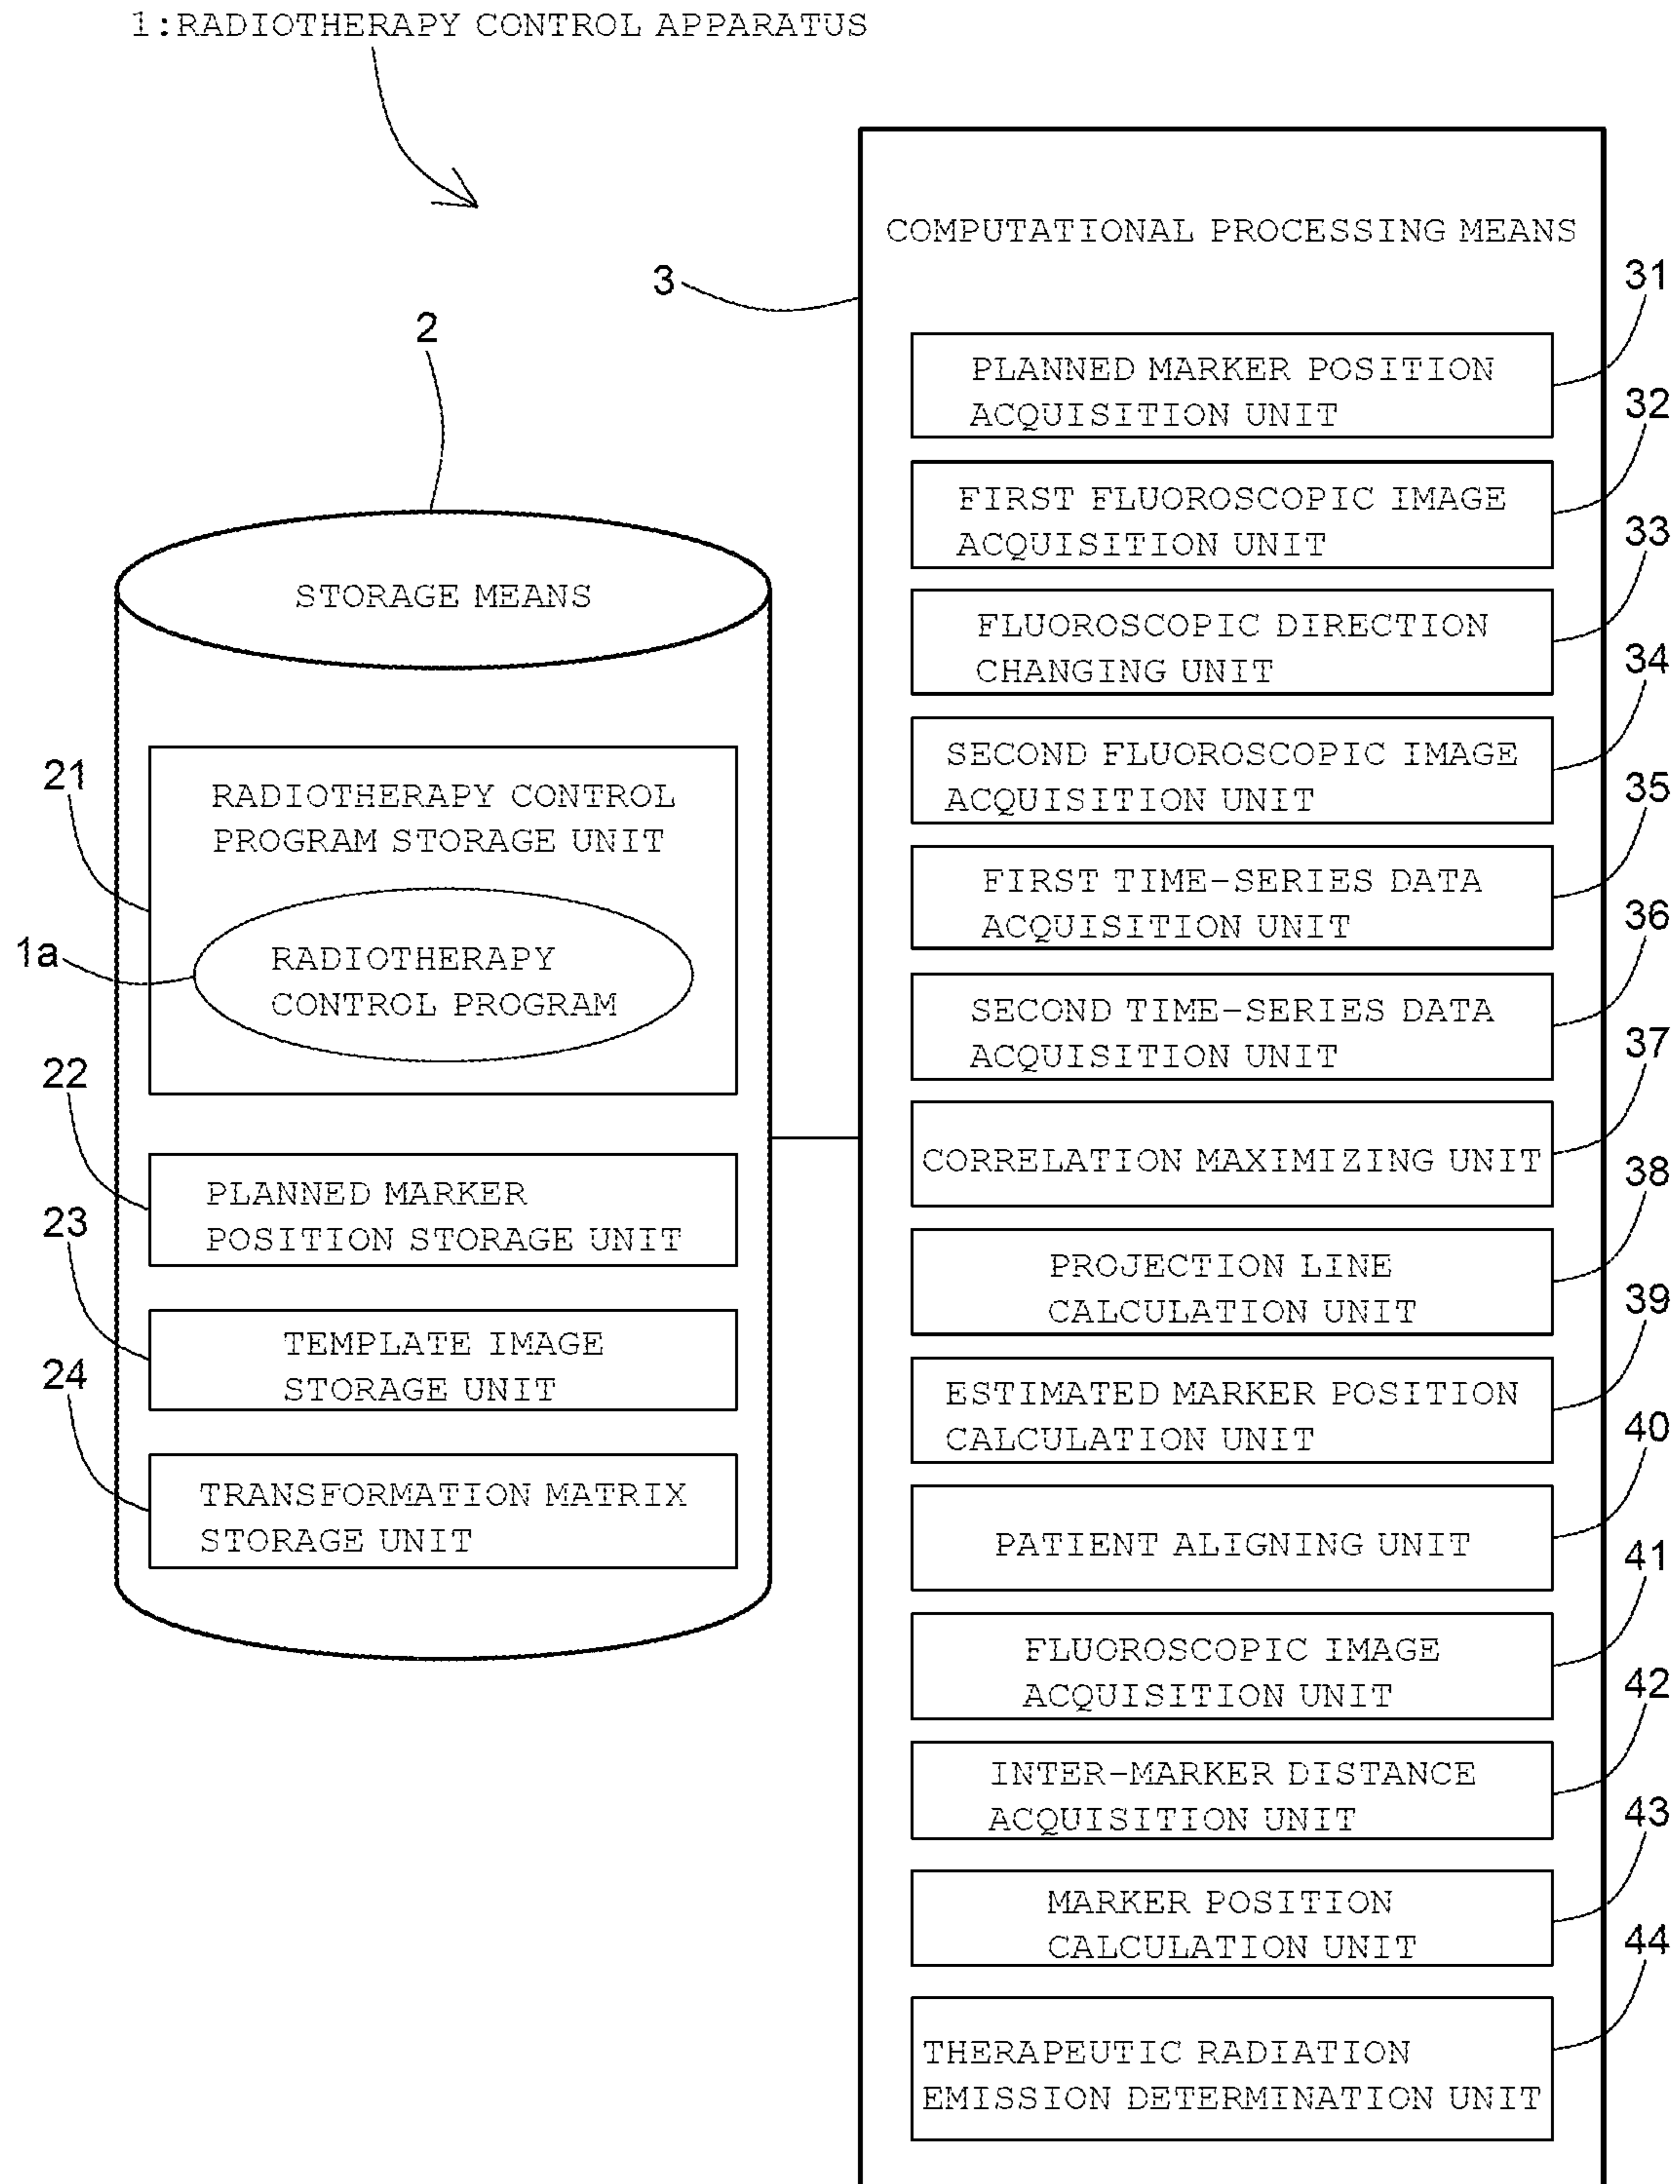 1:RADIOTHERAPY CONTROL APPARATUS
2
STORAGE MEANS
21
RADIOTHERAPY CONTROL
PROGRAM STORAGE UNIT
1a
RADIOTHERAPY
CONTROL PROGRAM
22
PLANNED MARKER
POSITION STORAGE UNIT
23
TEMPLATE IMAGE
STORAGE UNIT
24
TRANSFORMATION MATRIX
STORAGE UNIT
3
COMPUTATIONAL PROCESSING MEANS
31
PLANNED MARKER POSITION
ACQUISITION UNIT
32
FIRST FLUOROSCOPIC IMAGE
ACQUISITION UNIT
33
FLUOROSCOPIC DIRECTION
CHANGING UNIT
34
SECOND FLUOROSCOPIC IMAGE
ACQUISITION UNIT
35
FIRST TIME-SERIES DATA
ACQUISITION UNIT
36
SECOND TIME-SERIES DATA
ACQUISITION UNIT
37
CORRELATION MAXIMIZING UNIT
38
PROJECTION LINE
CALCULATION UNIT
39
ESTIMATED MARKER POSITION
CALCULATION UNIT
40
PATIENT ALIGNING UNIT
41
FLUOROSCOPIC IMAGE
ACQUISITION UNIT
42
INTER-MARKER DISTANCE
ACQUISITION UNIT
43
MARKER POSITION
CALCULATION UNIT
44
THERAPEUTIC RADIATION
EMISSION DETERMINATION UNIT